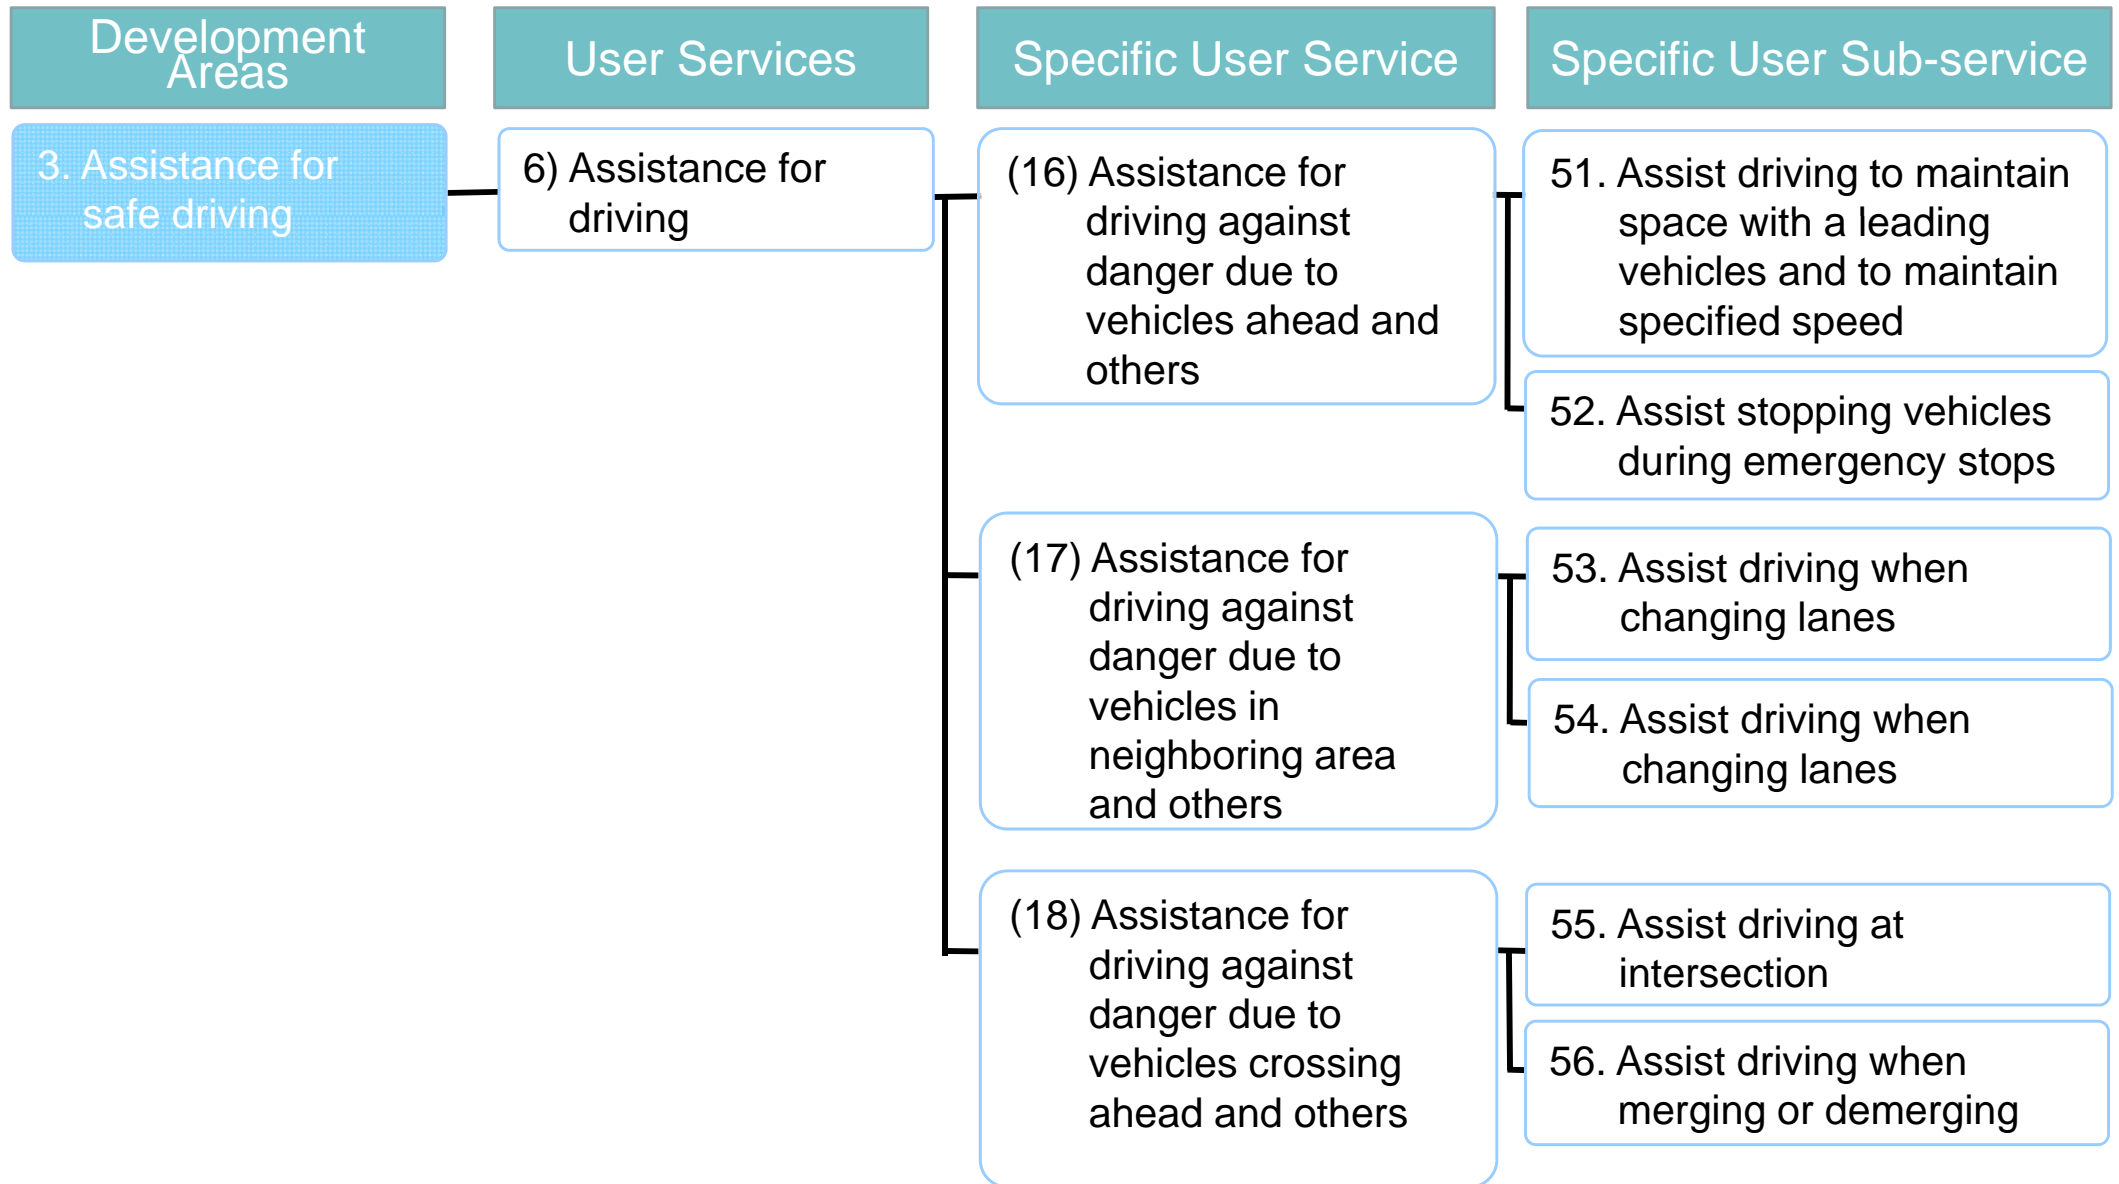 Development
Areas
User Services
Specific User Service
Specific User Sub-service
3. Assistance for
safe driving
6) Assistance for
driving
(16) Assistance for
driving against
danger due to
vehicles ahead and
others
51. Assist driving to maintain
space with a leading
vehicles and to maintain
specified speed
52. Assist stopping vehicles
during emergency stops
(17) Assistance for
driving against
danger due to
vehicles in
neighboring area
and others
53. Assist driving when
changing lanes
54. Assist driving when
changing lanes
(18) Assistance for
driving against
danger due to
vehicles crossing
ahead and others
55. Assist driving at
intersection
56. Assist driving when
merging or demerging